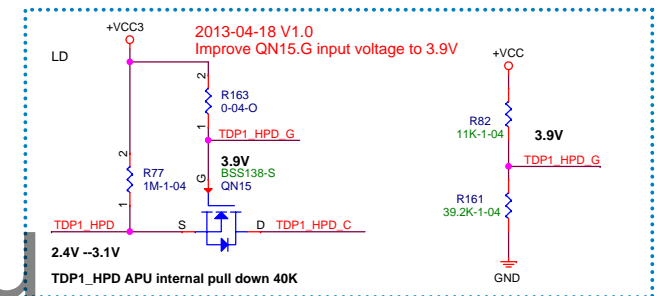 +VCC3
2013-04-18 V1.0
Improve QN15.G input voltage to 3.9V
LD
+VCC
2
R163
0-04-O
1
TDP1_HPD_G
R82
11K-1-04
3.9V
TDP1_HPD_G
2
R77
1M-1-04
1
3.9V
BSS138-S
QN15
G
R161
39.2K-1-04
TDP1_HPD
S
D
TDP1_HPD_C
2.4V --3.1V
GND
TDP1_HPD APU internal pull down 40K